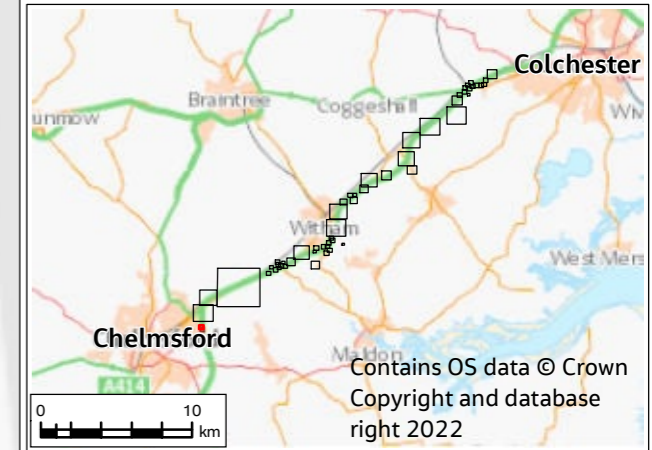 Colchester
Braintree
Coggeshall
unmow
Witham
West Mers
Chelmsford
Maldon
Contains OS data © Crown
Copyright and database
right 2022
A414
0 10
km